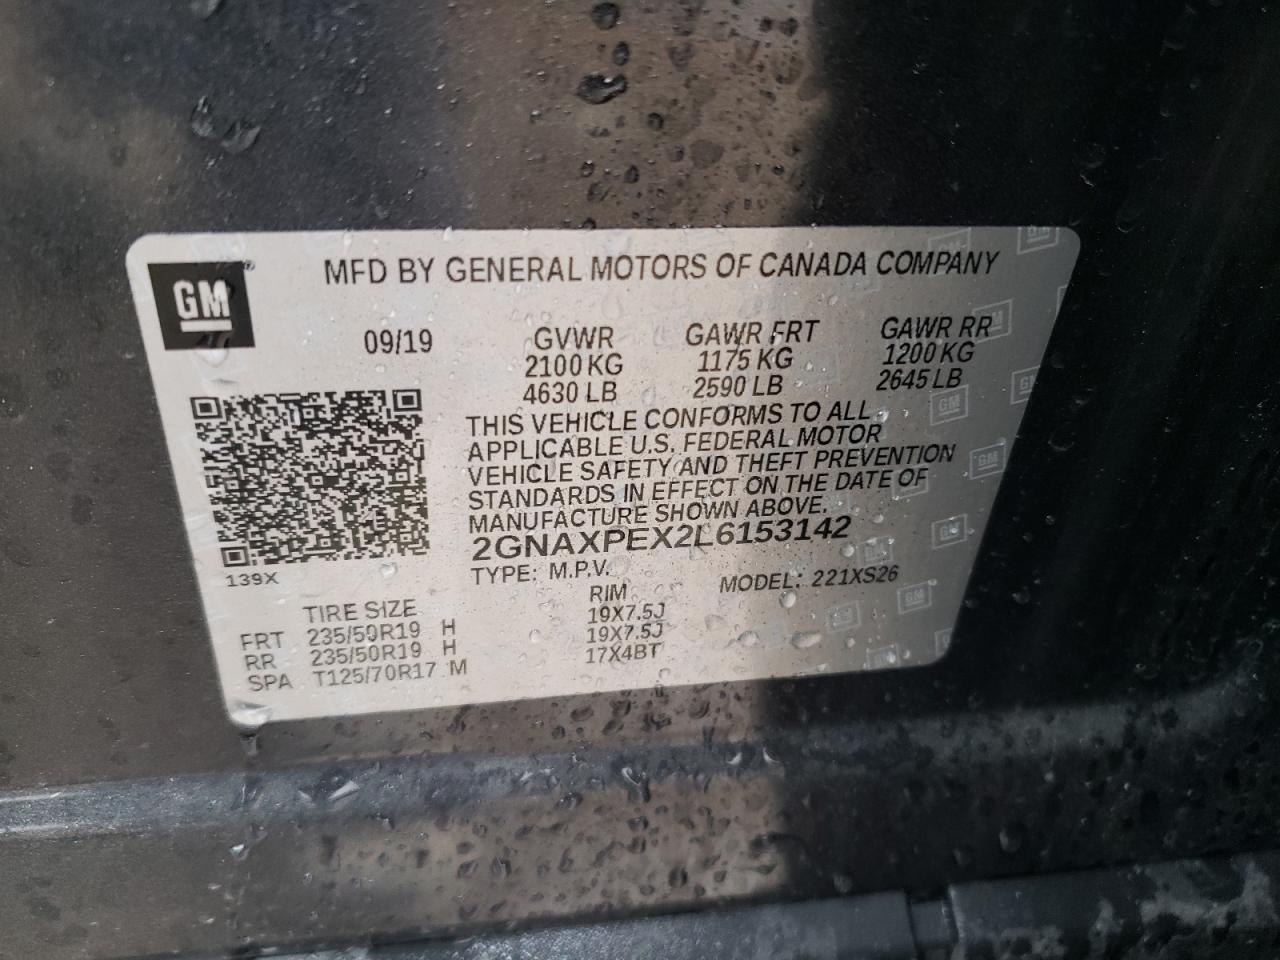 GM
MFD BY GENERAL MOTORS OF CANADA COMPANY
09/19
GVWR GAWR FRT GAWR RR
2100 KG 1175 KG 1200 KG
4630 LB 2590 LB 2645 LB
THIS VEHICLE CONFORMS TO ALL
APPLICABLE U.S. FEDERAL MOTOR
VEHICLE SAFETY AND THEFT PREVENTION
STANDARDS IN EFFECT ON THE DATE OF
MANUFACTURE SHOWN ABOVE.
2GNAXPEX2L6153142
139X
TYPE: M.P.V. MODEL: 221XS26
TIRE SIZE RIM
FRT 235/50R19 H 19X7.5J
RR 235/50R19 H 19X7.5J
SPA T125/70R17 M 17X4BT